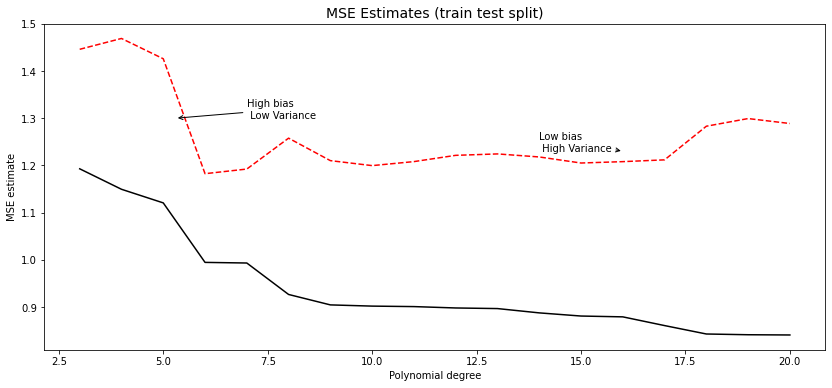 MSE Estimates (train test split)
1.5
1.4
1.3
1.2
1.1
1.0
0.9
MSE estimate
High bias
Low Variance
Low bias
High Variance
2.5 5.0 7.5 10.0 12.5 15.0 17.5 20.0
Polynomial degree